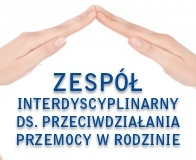 ZESPÓŁ
INTERDYSCYPLINARNY
DS. PRZECIWDZIAŁANIA
PRZEMOCY W RODZINIE